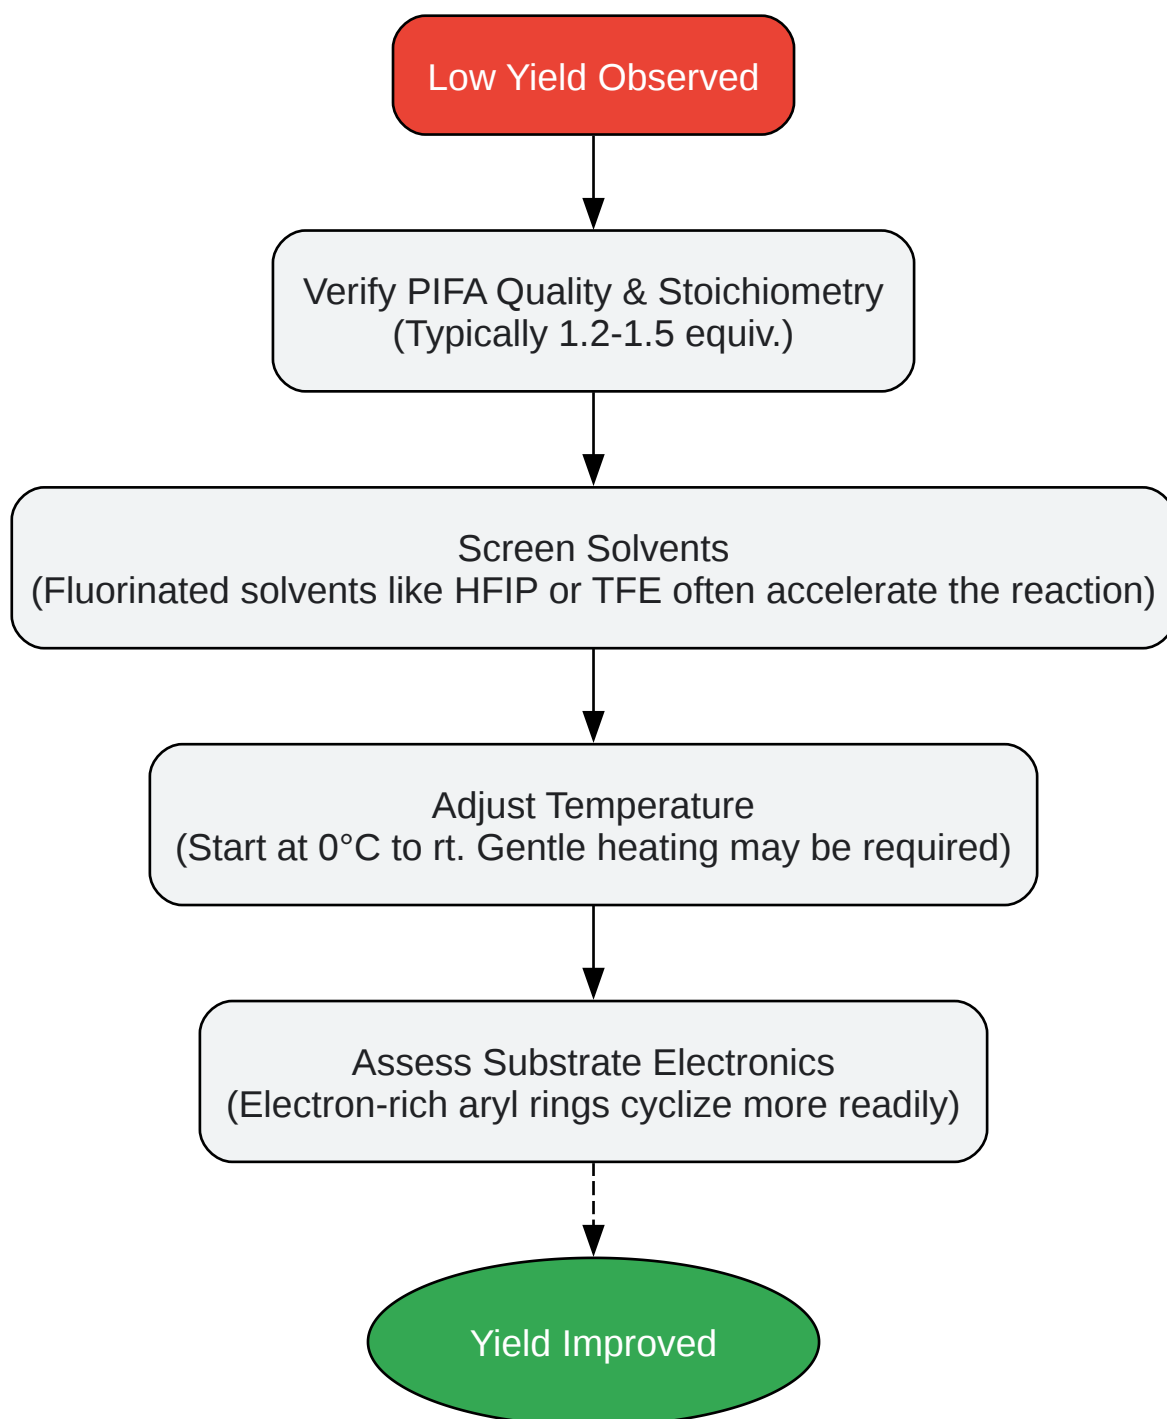 Low Yield Observed
Verify PIFA Quality & Stoichiometry
(Typically 1.2-1.5 equiv.)
Screen Solvents
(Fluorinated solvents like HFIP or TFE often accelerate the reaction)
Adjust Temperature
(Start at 0°C to rt. Gentle heating may be required)
Assess Substrate Electronics
(Electron-rich aryl rings cyclize more readily)
Yield Improved